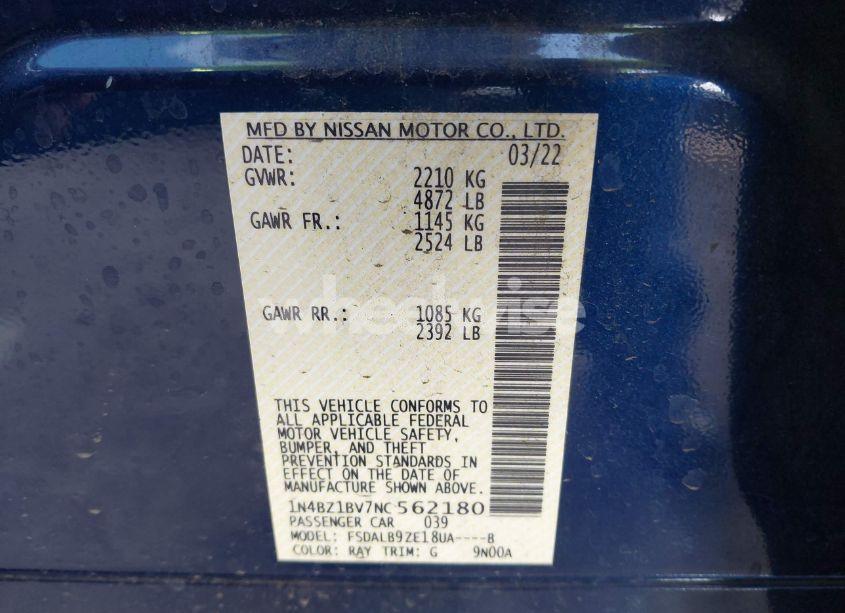 MFD BY NISSAN MOTOR CO., LTD.
DATE: 03/22
GVWR: 2210 KG
4872 LB
GAWR FR.: 1145 KG
2524 LB
GAWR RR.: 1085 KG
2392 LB
wheelwise
THIS VEHICLE CONFORMS TO
ALL APPLICABLE FEDERAL
MOTOR VEHICLE SAFETY,
BUMPER, AND THEFT
PREVENTION STANDARDS IN
EFFECT ON THE DATE OF
MANUFACTURE SHOWN ABOVE.
1N4BZ1BV7NC562180
PASSENGER CAR 039
MODEL: FSDALB9ZE18UA----B
COLOR: RAY TRIM: G 9N00A